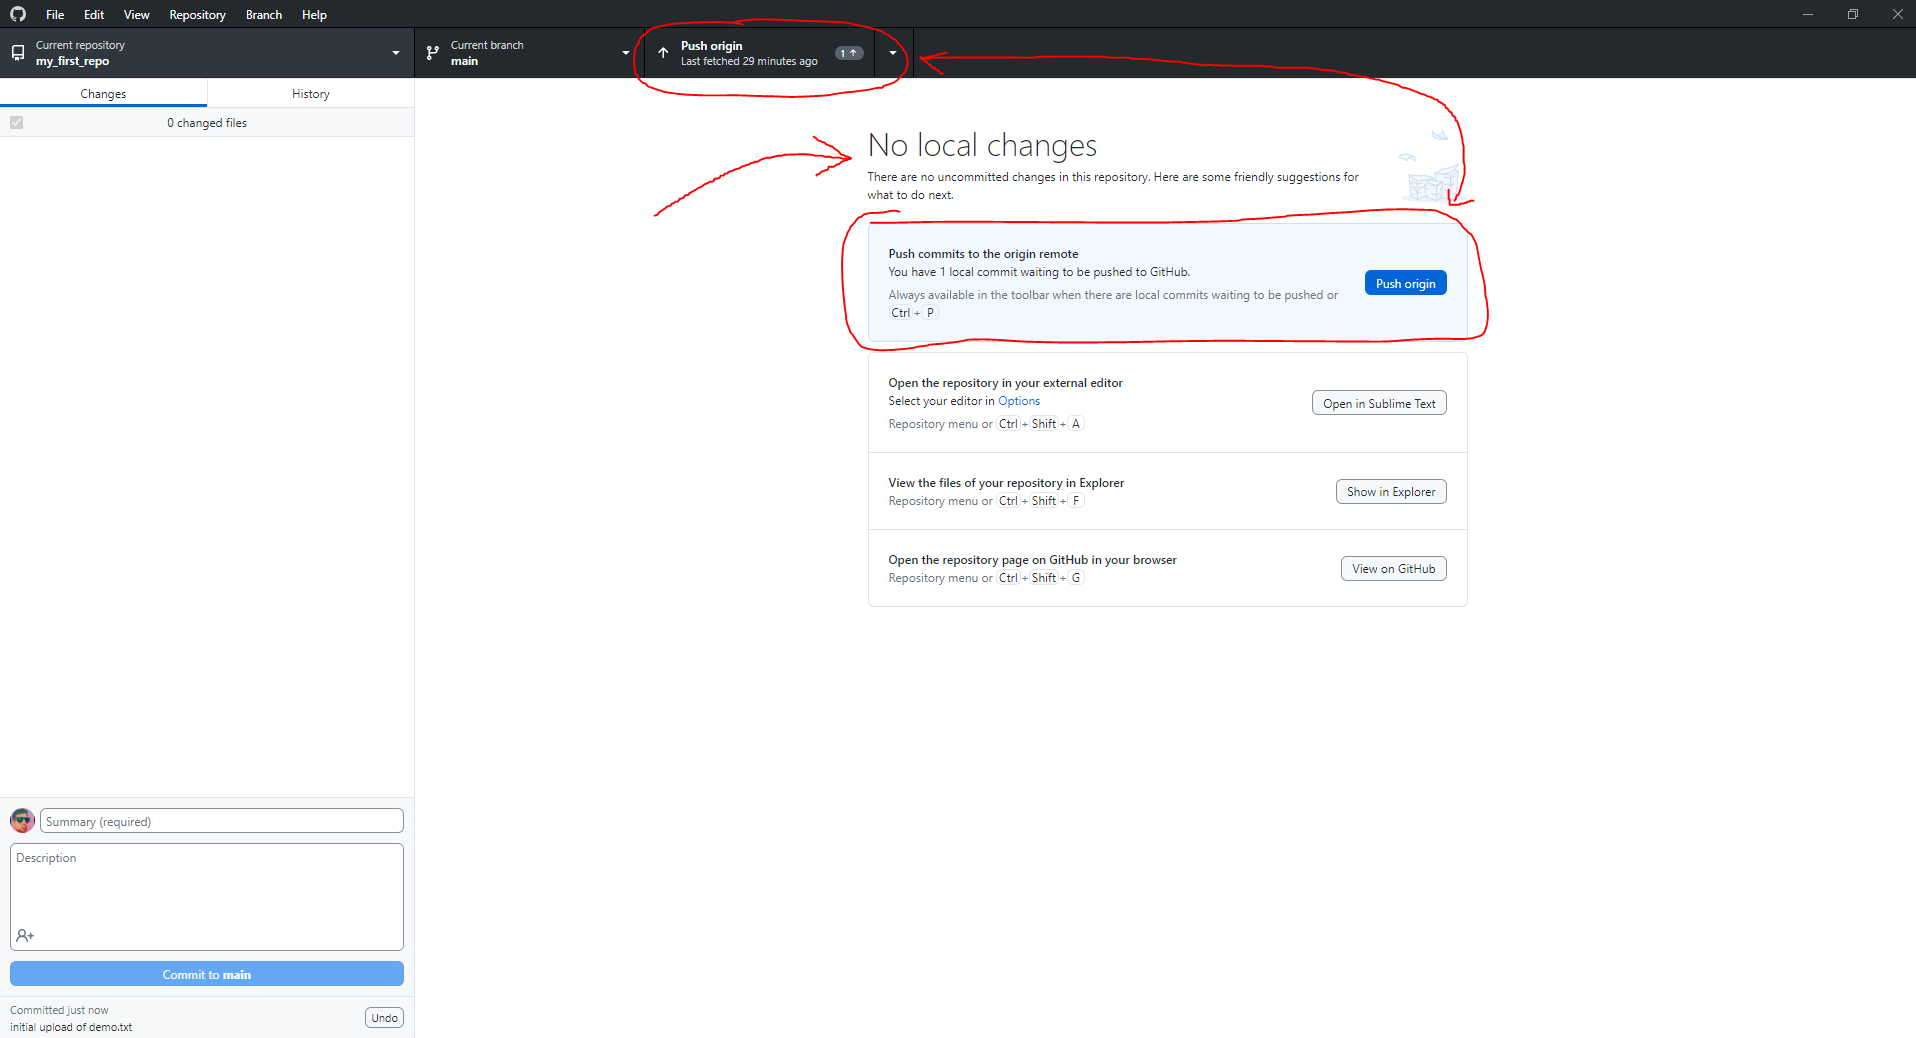 File Edit View Repository Branch Help
Current repository
my_first_repo
Current branch
main
Push origin
Last fetched 29 minutes ago
1
Changes History
0 changed files
No local changes
There are no uncommitted changes in this repository. Here are some friendly suggestions for
what to do next.
Push commits to the origin remote
You have 1 local commit waiting to be pushed to GitHub.
Always available in the toolbar when there are local commits waiting to be pushed or
Ctrl + P
Push origin
Open the repository in your external editor
Select your editor in Options
Repository menu or Ctrl + Shift + A
Open in Sublime Text
View the files of your repository in Explorer
Repository menu or Ctrl + Shift + F
Show in Explorer
Open the repository page on GitHub in your browser
Repository menu or Ctrl + Shift + G
View on GitHub
Summary (required)
Description
Commit to main
Committed just now
initial upload of demo.txt
Undo